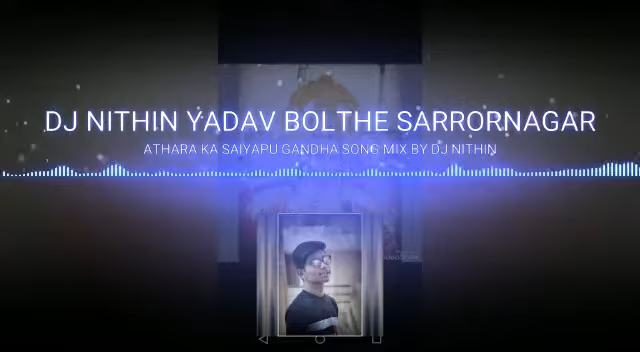 DJ NITHIN YADAV BOLTHE SARRORNAGAR
ATHARA KA SAIYAPU GANDHA SONG MIX BY DJ NITHIN